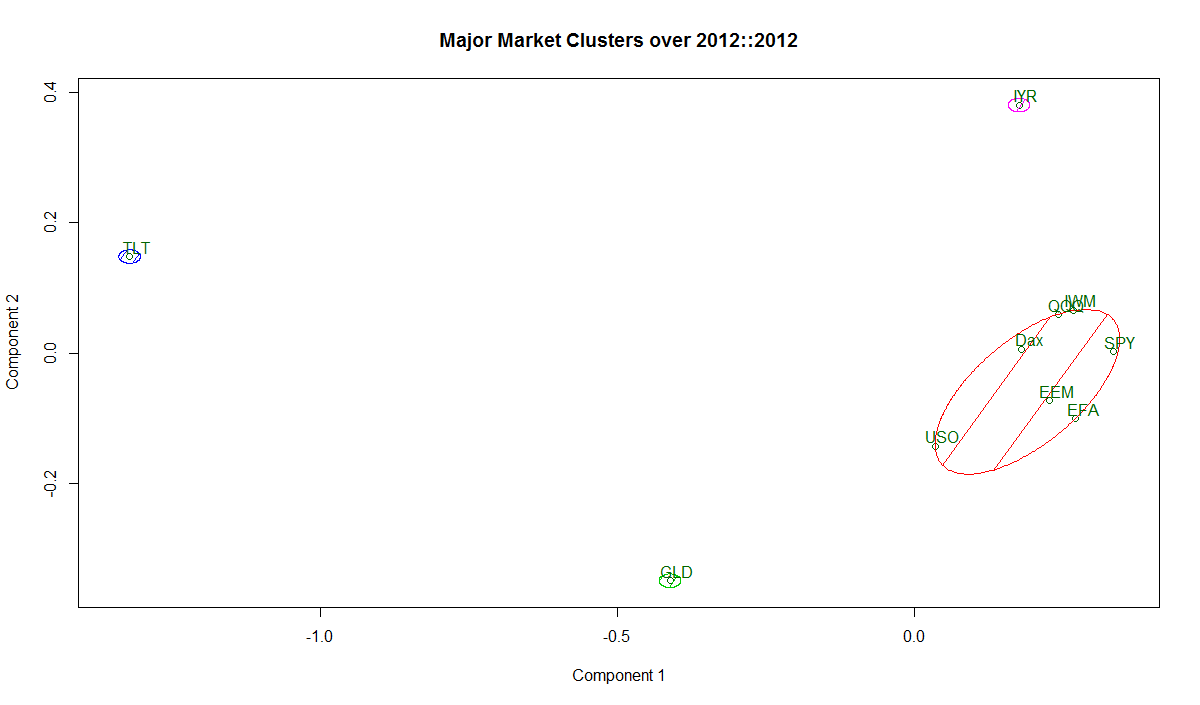 Major Market Clusters over 2012::2012
0.4
0.2
0.0
-0.2
Component 2
IYR
TLT
QQQ
IWM
Dax
SPY
EEM
EFA
USO
GLD
-1.0
-0.5
0.0
Component 1